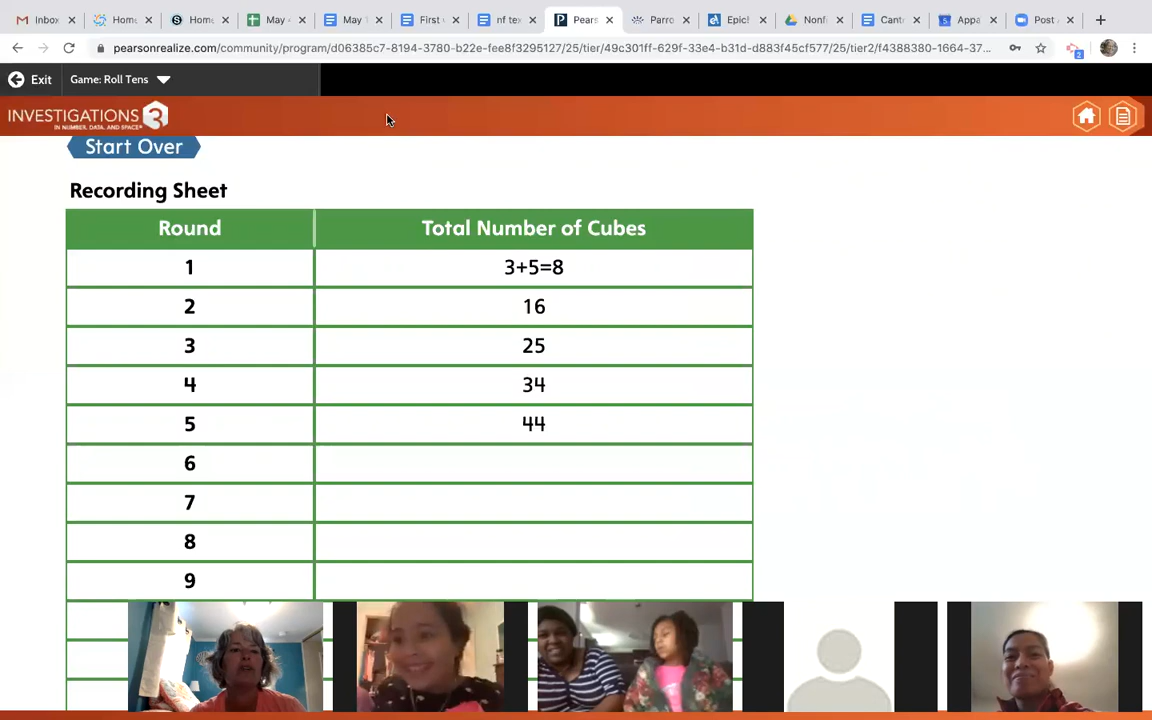 Inbox
Home
Home
May
May 1
First
nf tex
Pears
Parro
Epic!
Nonfi
Cant
Appa
Post
pearsonrealize.com/community/program/d06385c7-8194-3780-b22e-fee8f3295127/25/tier/49c301ff-629f-33e4-b31d-d883f45cf577/25/tier2/f4388380-1664-37...
2
Exit
Game: Roll Tens
INVESTIGATIONS 3
IN NUMBER, DATA, AND SPACE®
Start Over
Recording Sheet
Round Total Number of Cubes
1 3+5=8
2 16
3 25
4 34
5 44
6
7
8
9